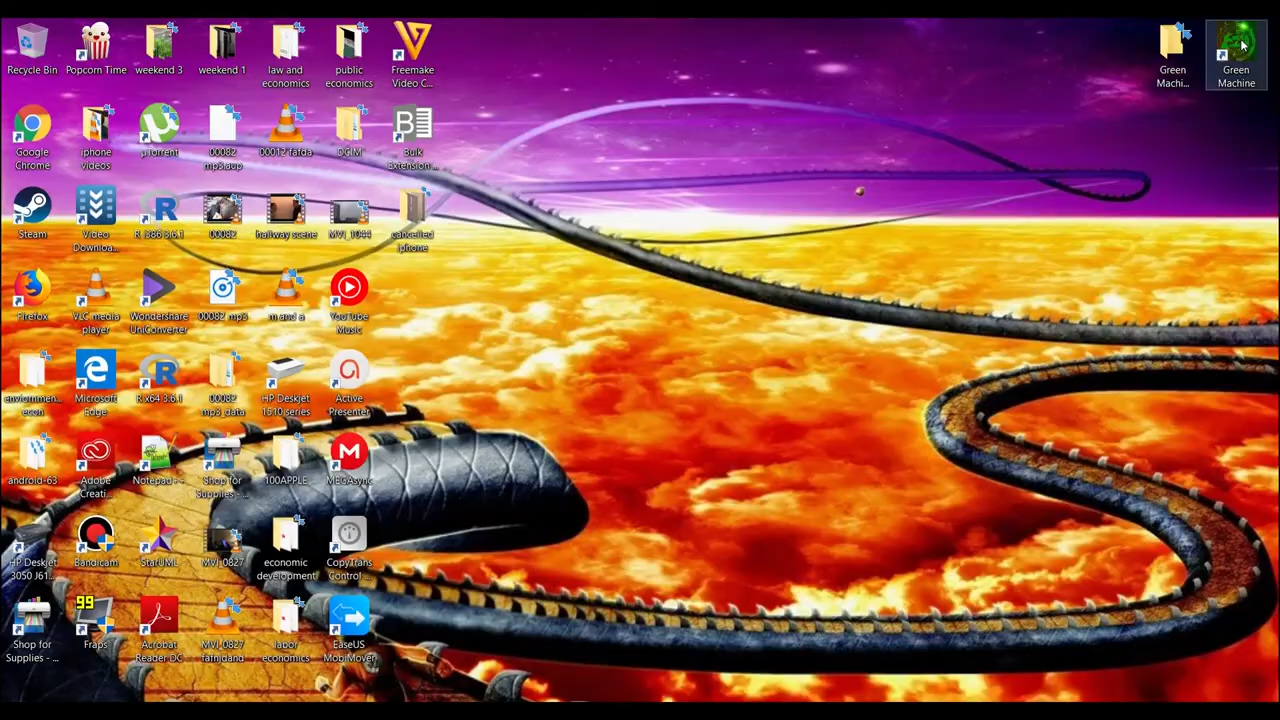 Recycle Bin
Popcorn Time
weekend 3
weekend 1
law and
economics
public
economics
Freemake
Video C...
Green
Machi...
Green
Machine
Google
Chrome
iphone
videos
µTorrent
00082
mp3.aup
00012 fafda
DCIM
B
Bulk
Extension ...
Steam
Video
Downloa...
R i386 3.6.1
00082
hallway scene
MVI_1044
cancelled
iphone
Firefox
VLC media
player
Wondershare
UniConverter
00082 mp3
m and a
YouTube
Music
enviornmen...
econ
Microsoft
Edge
R x64 3.6.1
00082
mp3_data
HP Deskjet
1510 series
Active
Presenter
android-63
Adobe
Creati...
Notepad++
Shop for
Supplies - ...
100APPLE
MEGAsync
HP Deskjet
3050 J61...
Bandicam
StarUML
MVI_0827
economic
development
CopyTrans
Control ...
Shop for
Supplies - ...
99
Fraps
Acrobat
Reader DC
MVI_0827
labor
economics
EaseUS
MobiMover